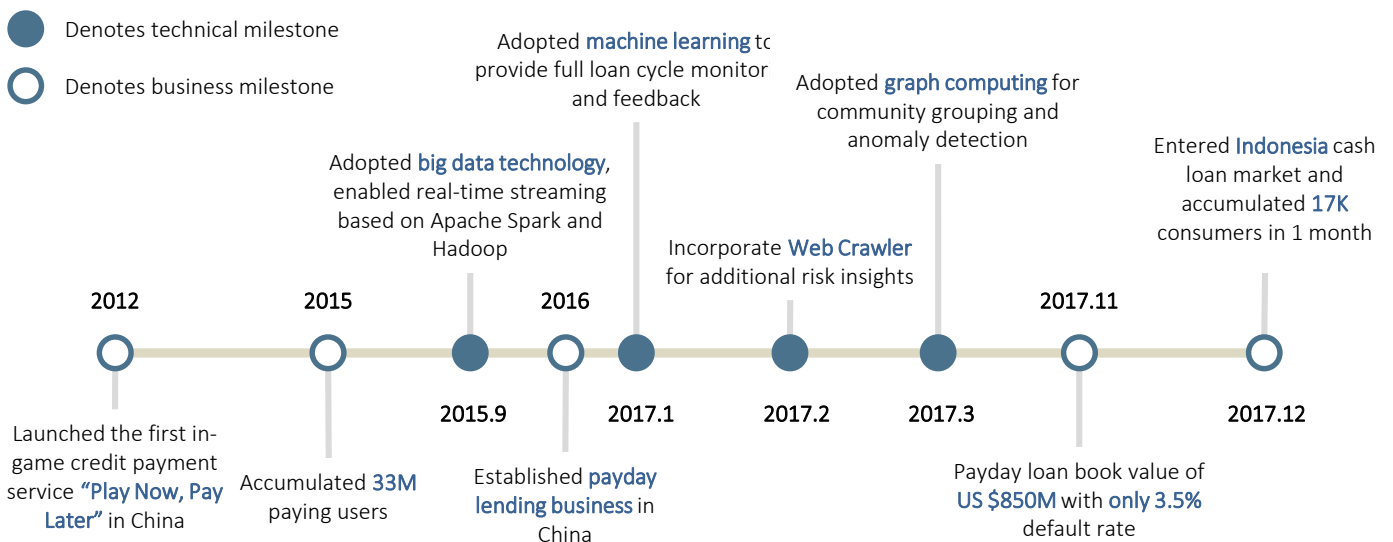 Denotes technical milestone
Denotes business milestone
Adopted machine learning to
provide full loan cycle monitor
and feedback
Adopted graph computing for
community grouping and
anomaly detection
Entered Indonesia cash
loan market and
accumulated 17K
consumers in 1 month
Adopted big data technology,
enabled real-time streaming
based on Apache Spark and
Hadoop
Incorporate Web Crawler
for additional risk insights
2012
2015
2016
2017.11
2015.9
2017.1
2017.2
2017.3
2017.12
Launched the first in-
game credit payment
service “Play Now, Pay
Later” in China
Accumulated 33M
paying users
Established payday
lending business in
China
Payday loan book value of
US $850M with only 3.5%
default rate